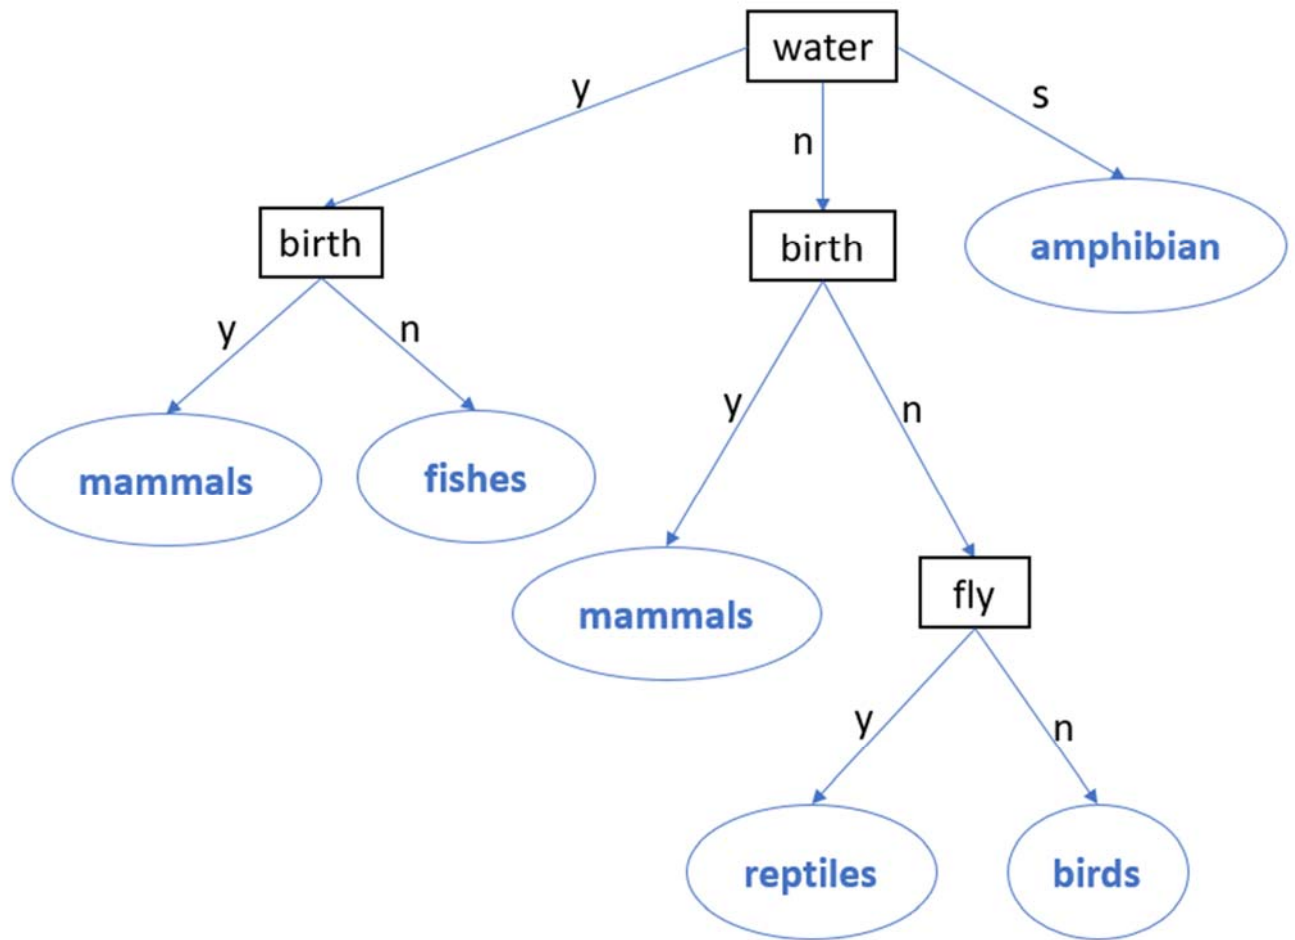 water
y
n
s
birth
birth
amphibian
y
n
y
n
mammals
fishes
mammals
fly
y
n
reptiles
birds